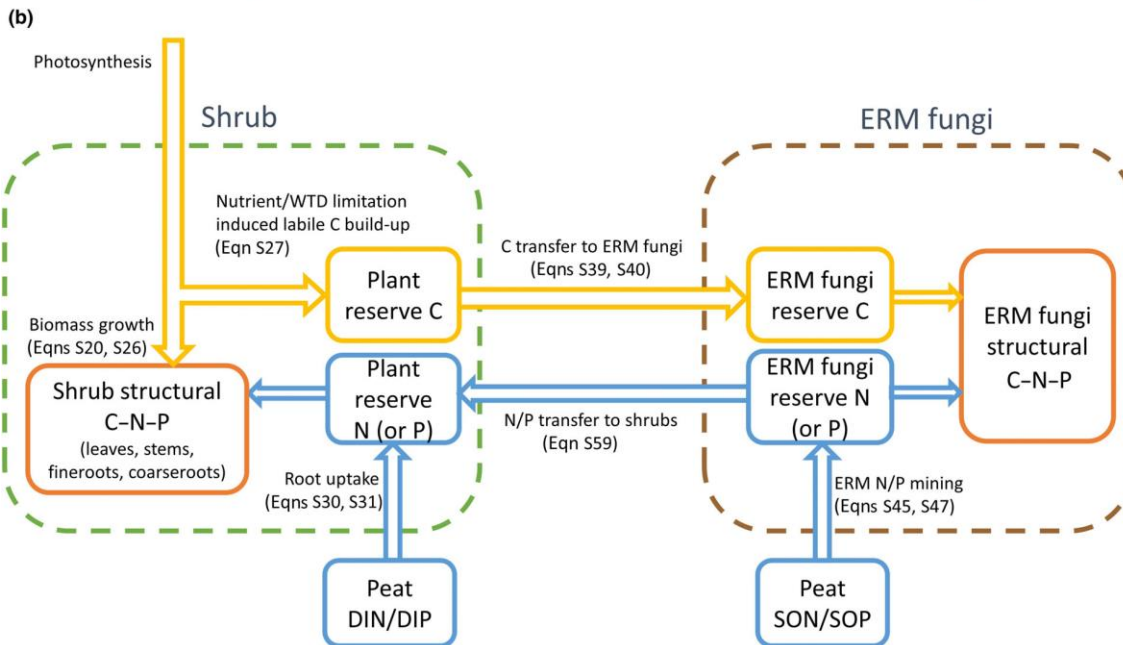 (b)
Photosynthesis
Shrub
ERM fungi
Nutrient/WTD limitation
induced labile C build-up
(Eqn S27)
C transfer to ERM fungi
(Eqns S39, S40)
Plant
reserve C
ERM fungi
reserve C
ERM fungi
structural
C–N–P
Biomass growth
(Eqns S20, S26)
Shrub structural
C–N–P
(leaves, stems,
fineroots, coarseroots)
Plant
reserve
N (or P)
N/P transfer to shrubs
(Eqn S59)
ERM fungi
reserve N
(or P)
Root uptake
(Eqns S30, S31)
ERM N/P mining
(Eqns S45, S47)
Peat
DIN/DIP
Peat
SON/SOP